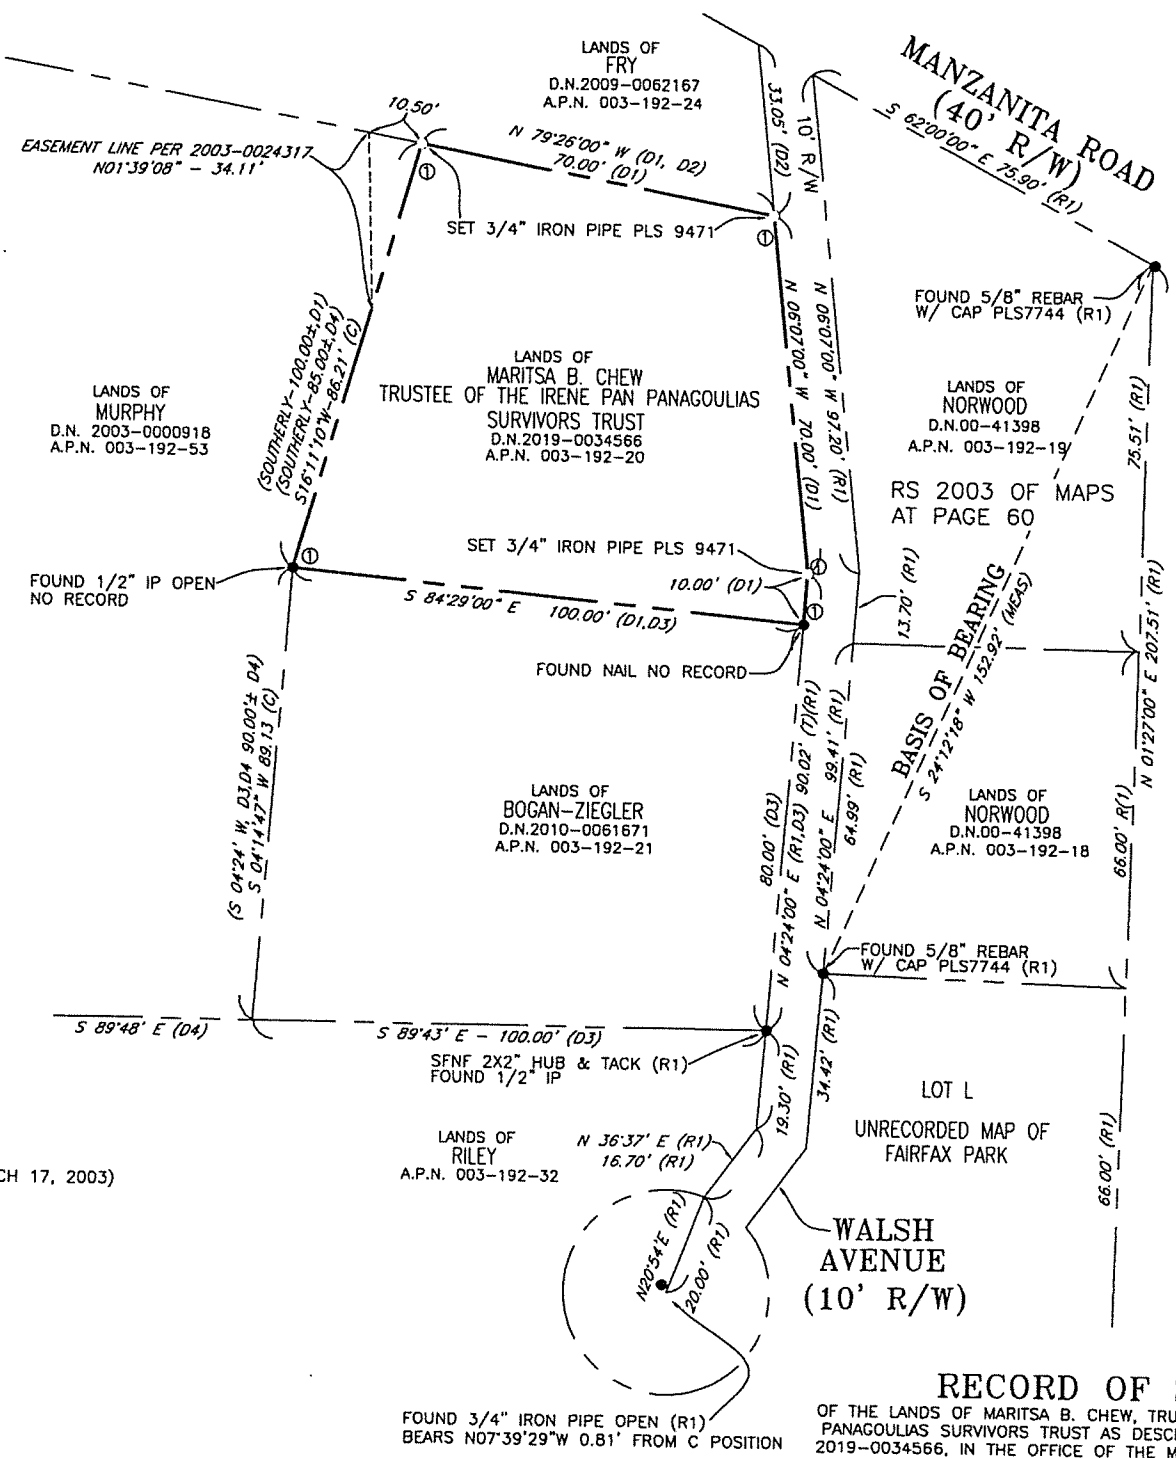 LANDS OF
FRY
D.N.2009-0062167
A.P.N. 003-192-24
MANZANITA ROAD
(40' R/W)
S 62°00'00" E 75.90' (R1)
33.05' (D2)
10' R/W
10.50'
N 79°26'00" W (D1, D2)
70.00' (D1)
EASEMENT LINE PER 2003-0024317
N01°39'08" - 34.11'
1
SET 3/4" IRON PIPE PLS 9471
1
FOUND 5/8" REBAR
W/ CAP PLS7744 (R1)
N 06°07'00" W 70.00' (D1)
N 06°07'00" W 97.20' (R1)
(SOUTHERLY-100.00±,D1)
(SOUTHERLY-85.00±,D4)
S16°11'10"W-86.21' (C)
LANDS OF
MARITSA B. CHEW
TRUSTEE OF THE IRENE PAN PANAGOULIAS
SURVIVORS TRUST
D.N.2019-0034566
A.P.N. 003-192-20
LANDS OF
MURPHY
D.N. 2003-0000918
A.P.N. 003-192-53
LANDS OF
NORWOOD
D.N.00-41398
A.P.N. 003-192-19
75.51' (R1)
RS 2003 OF MAPS
AT PAGE 60
SET 3/4" IRON PIPE PLS 9471
1
10.00' (D1)
1
1
FOUND 1/2" IP OPEN
NO RECORD
S 84°29'00" E 100.00' (D1,D3)
FOUND NAIL NO RECORD
13.70' (R1)
BASIS OF BEARING
S 24°12'18" W 152.92' (MEAS)
N 01°27'00" E 207.51' (R1)
(S 04°24' W, D3,D4 90.00'± D4)
S 04°14'47" W 89.13 (C)
LANDS OF
BOGAN-ZIEGLER
D.N.2010-0061671
A.P.N. 003-192-21
80.00' (D3)
N 04°24'00" E (R1,D3) 90.02' (T)(R1)
N 04°24'00" E 99.41' (R1)
64.99' (R1)
LANDS OF
NORWOOD
D.N.00-41398
A.P.N. 003-192-18
66.00' R(1)
FOUND 5/8" REBAR
W/ CAP PLS7744 (R1)
S 89°48' E (D4)
S 89°43' E - 100.00' (D3)
SFNF 2X2" HUB & TACK (R1)
FOUND 1/2" IP
19.30' (R1)
34.42' (R1)
LOT L
UNRECORDED MAP OF
FAIRFAX PARK
66.00' (R1)
LANDS OF
RILEY
A.P.N. 003-192-32
N 36°37' E (R1)
16.70' (R1)
CH 17, 2003)
N20°54'E (R1)
20.00' (R1)
WALSH
AVENUE
(10' R/W)
FOUND 3/4" IRON PIPE OPEN (R1)
BEARS N07°39'29"W 0.81' FROM C POSITION
RECORD OF
OF THE LANDS OF MARITSA B. CHEW, TRU
PANAGOULIAS SURVIVORS TRUST AS DESC
2019-0034566, IN THE OFFICE OF THE M